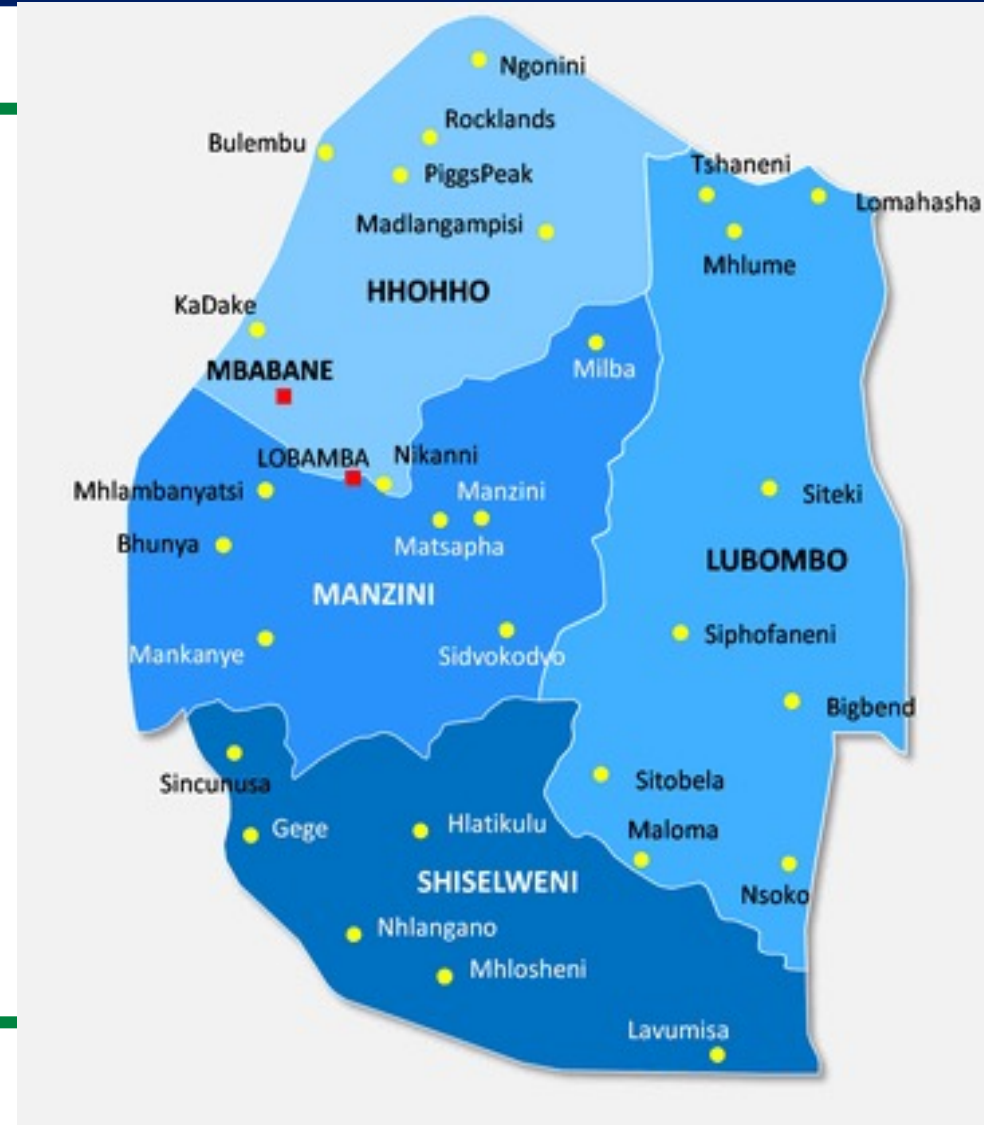 Ngonini
Rocklands
Bulembu
PiggsPeak
Tshaneni
Lomahasha
Madlangampisi
Mhlume
HHOHHO
KaDake
MBABANE
Milba
LOBAMBA
Nikanni
Mhlambanyatsi
Manzini
Siteki
Bhunya
Matsapha
LUBOMBO
MANZINI
Siphofaneni
Mankanye
Sidvokodvo
Bigbend
Sincunusa
Sitobela
Gege
Hlatikulu
Maloma
SHISELWENI
Nsoko
Nhlangano
Mhlosheni
Lavumisa